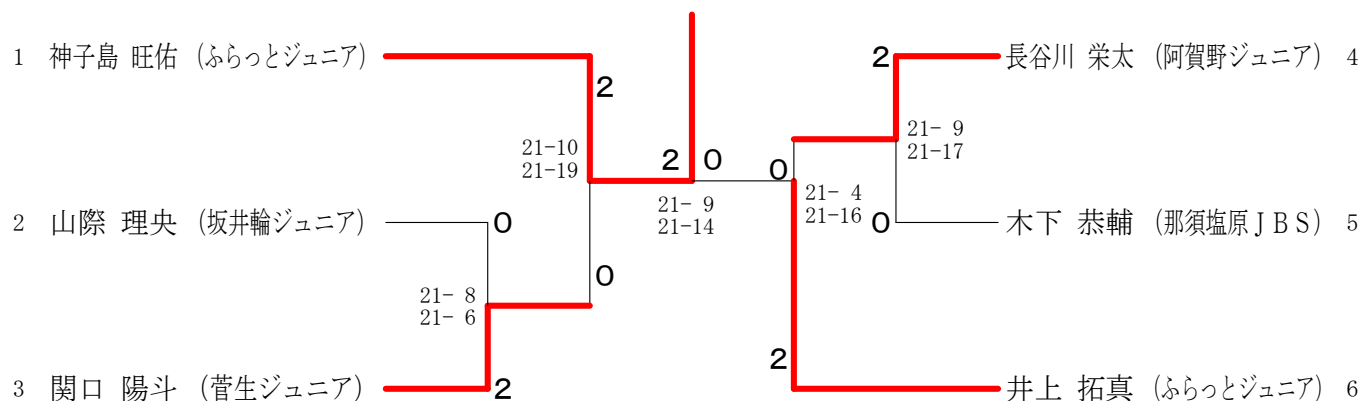 1 神子島 旺佑 (ふらっとジュニア)
2
21-10
21-19
2 山際 理央 (坂井輪ジュニア)
0
0
21- 8
21- 6
3 関口 陽斗 (菅生ジュニア)
2
2 0
21- 9
21-14
2 長谷川 栄太 (阿賀野ジュニア) 4
21- 9
21-17
0
21- 4
21-16
0 木下 恭輔 (那須塩原JBS) 5
2
井上 拓真 (ふらっとジュニア) 6